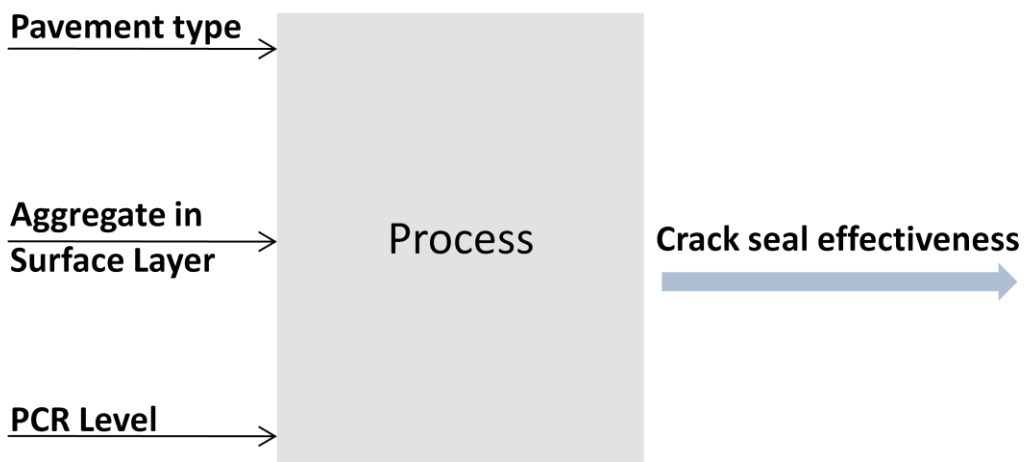 Pavement type
Aggregate in
Surface Layer
PCR Level
Process
Crack seal effectiveness